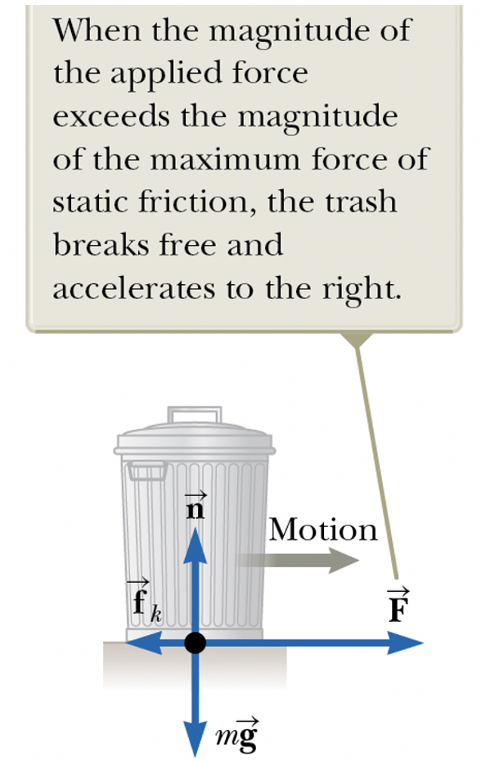 When the magnitude of
the applied force
exceeds the magnitude
of the maximum force of
static friction, the trash
breaks free and
accelerates to the right.
n⃗
Motion
f⃗ₖ
F⃗
mg⃗